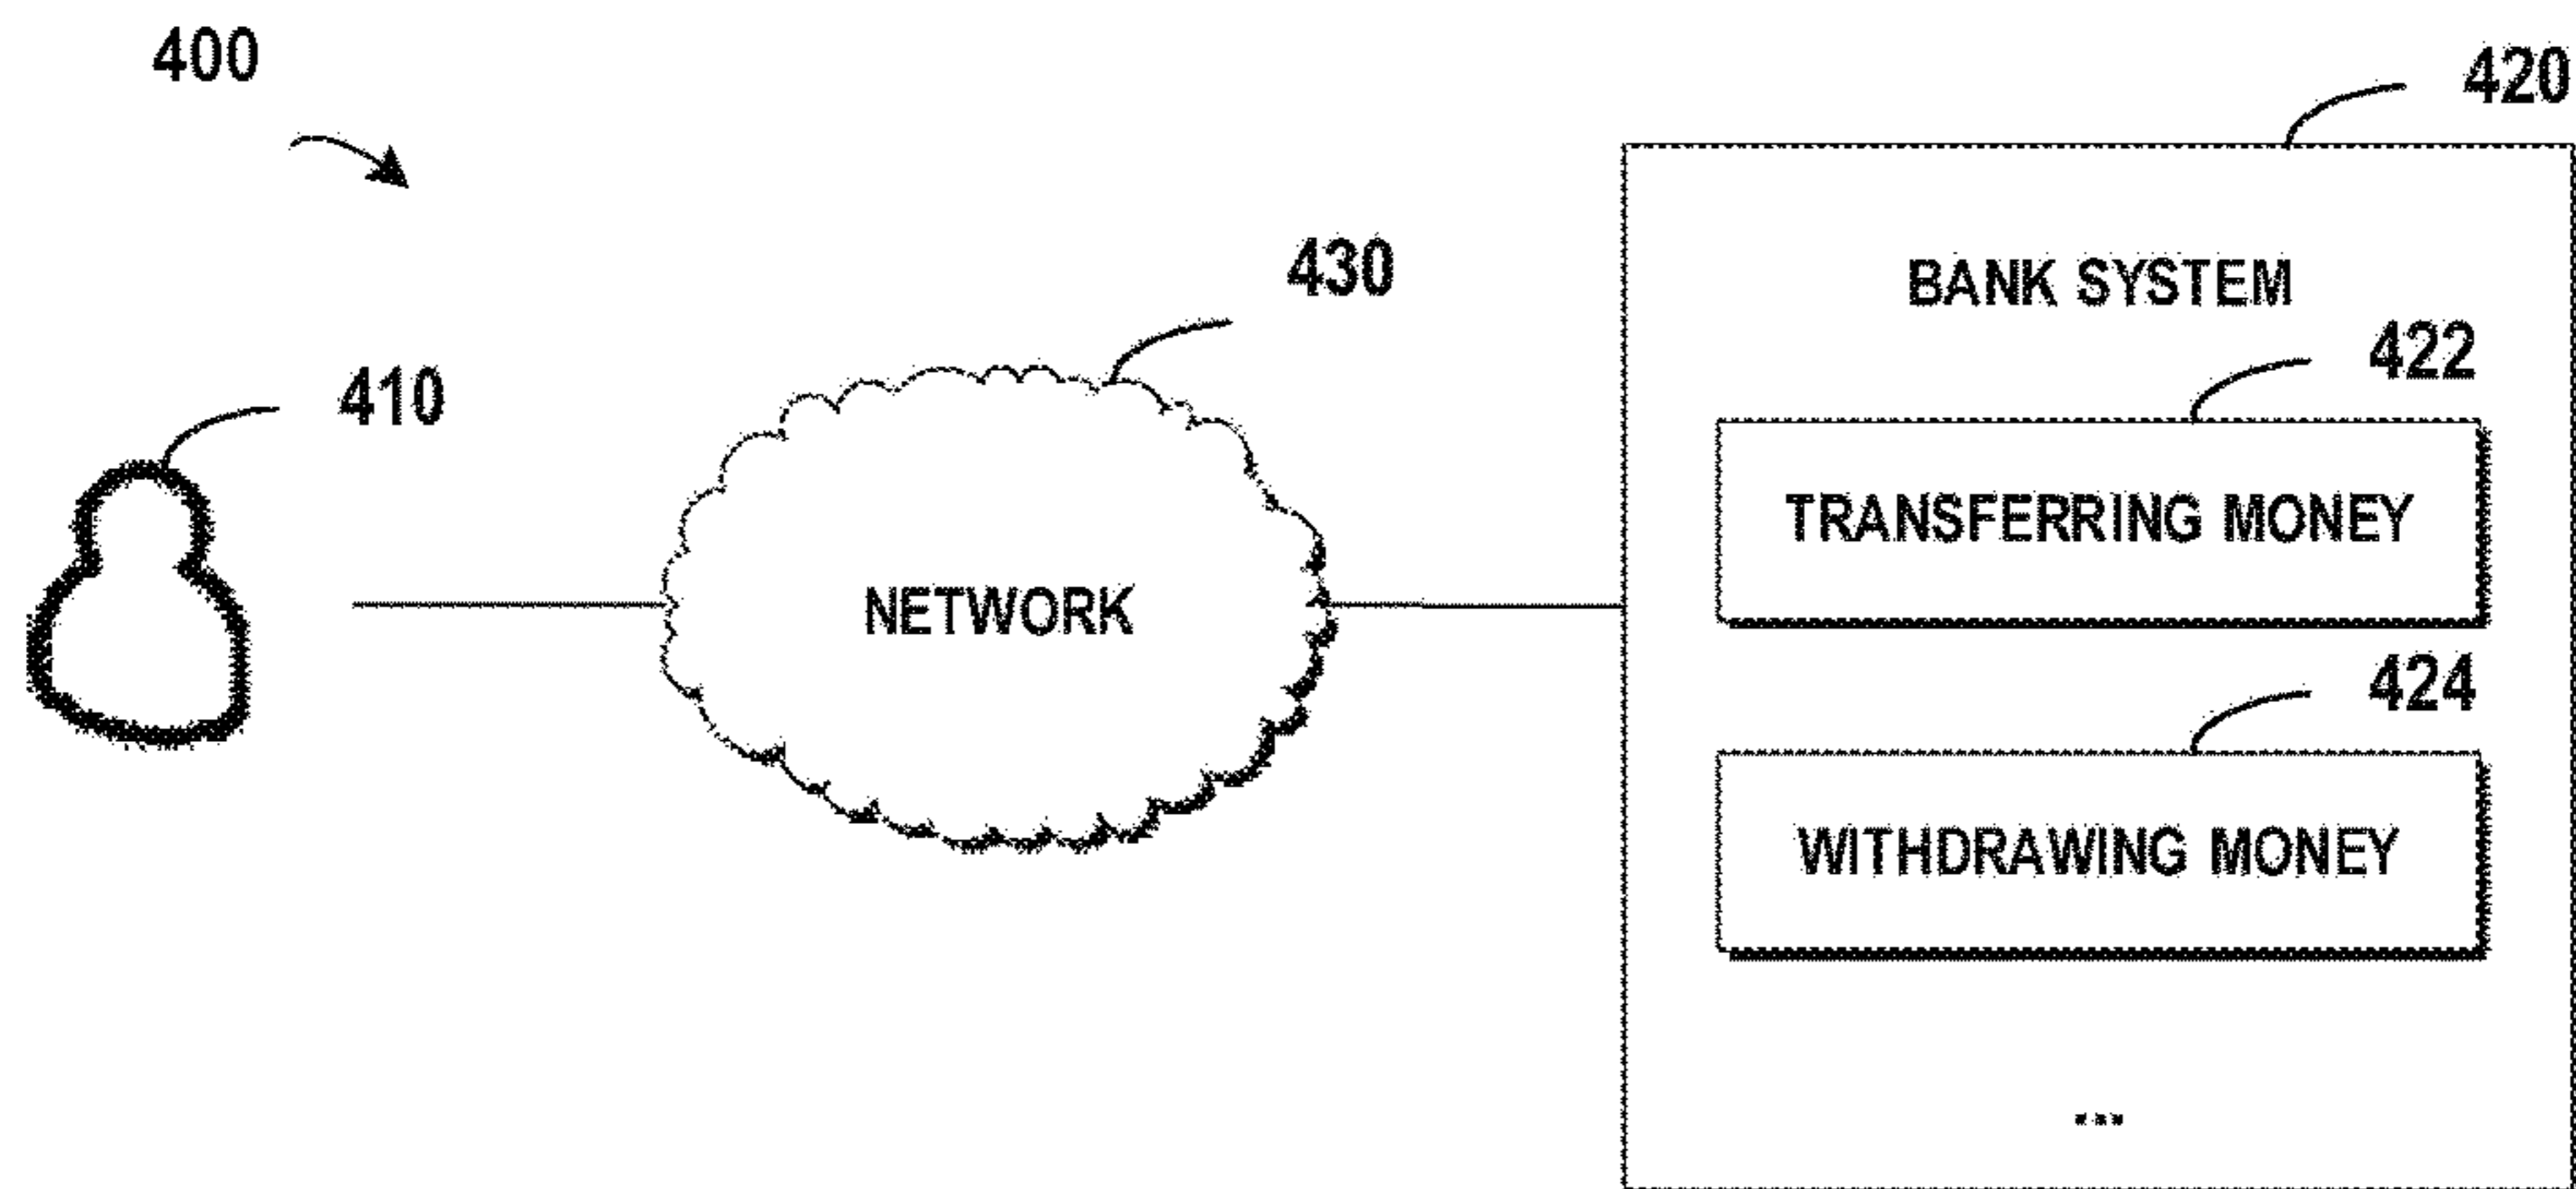 400
420
430
BANK SYSTEM
422
410
TRANSFERRING MONEY
NETWORK
424
WITHDRAWING MONEY
...